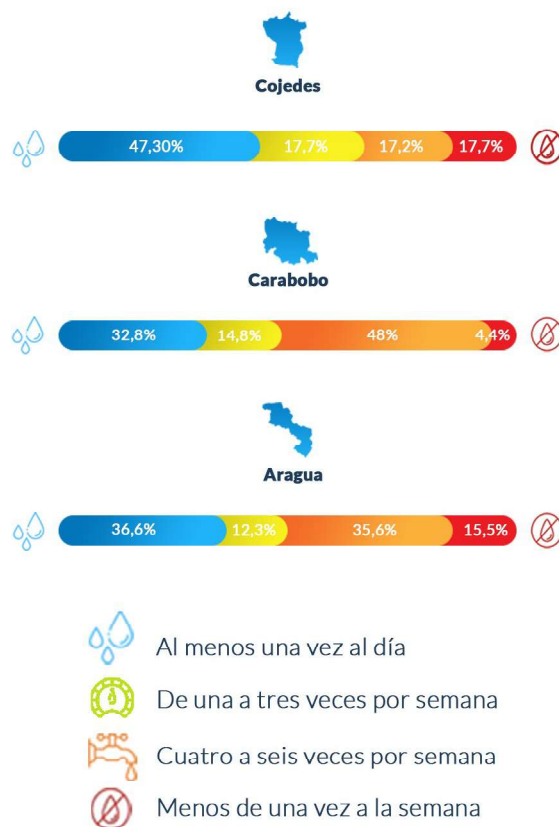 Cojedes
47,30% 17,7% 17,2% 17,7%
Carabobo
32,8% 14,8% 48% 4,4%
Aragua
36,6% 12,3% 35,6% 15,5%
Al menos una vez al día
De una a tres veces por semana
Cuatro a seis veces por semana
Menos de una vez a la semana